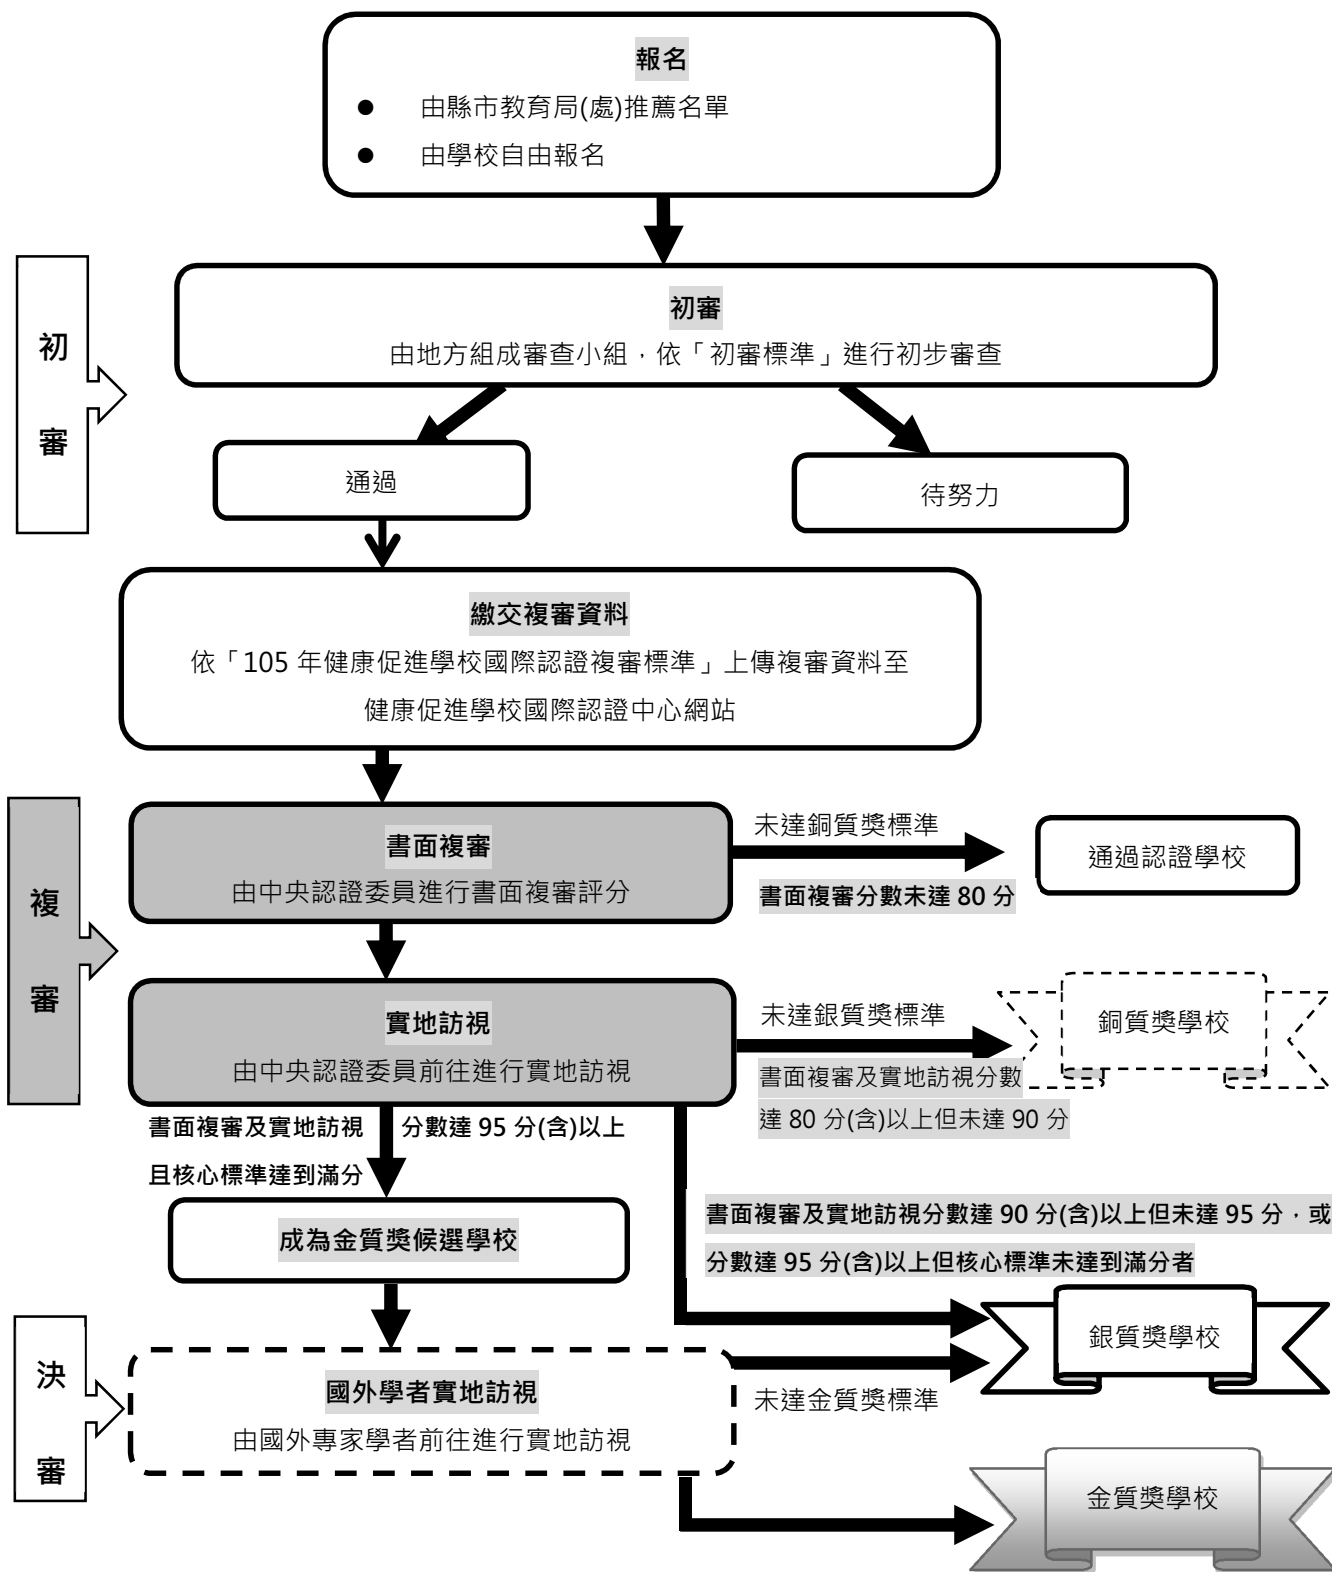 報名
● 由縣市教育局(處)推薦名單
● 由學校自由報名
初審
初審
由地方組成審查小組，依「初審標準」進行初步審查
通過
待努力
繳交複審資料
依「105 年健康促進學校國際認證複審標準」上傳複審資料至
健康促進學校國際認證中心網站
複審
書面複審
由中央認證委員進行書面複審評分
未達銅質獎標準
書面複審分數未達 80 分
通過認證學校
實地訪視
由中央認證委員前往進行實地訪視
未達銀質獎標準
書面複審及實地訪視分數
達 80 分(含)以上但未達 90 分
銅質獎學校
書面複審及實地訪視 分數達 95 分(含)以上
且核心標準達到滿分
成為金質獎候選學校
書面複審及實地訪視分數達 90 分(含)以上但未達 95 分，或
分數達 95 分(含)以上但核心標準未達到滿分者
銀質獎學校
決審
國外學者實地訪視
由國外專家學者前往進行實地訪視
未達金質獎標準
金質獎學校